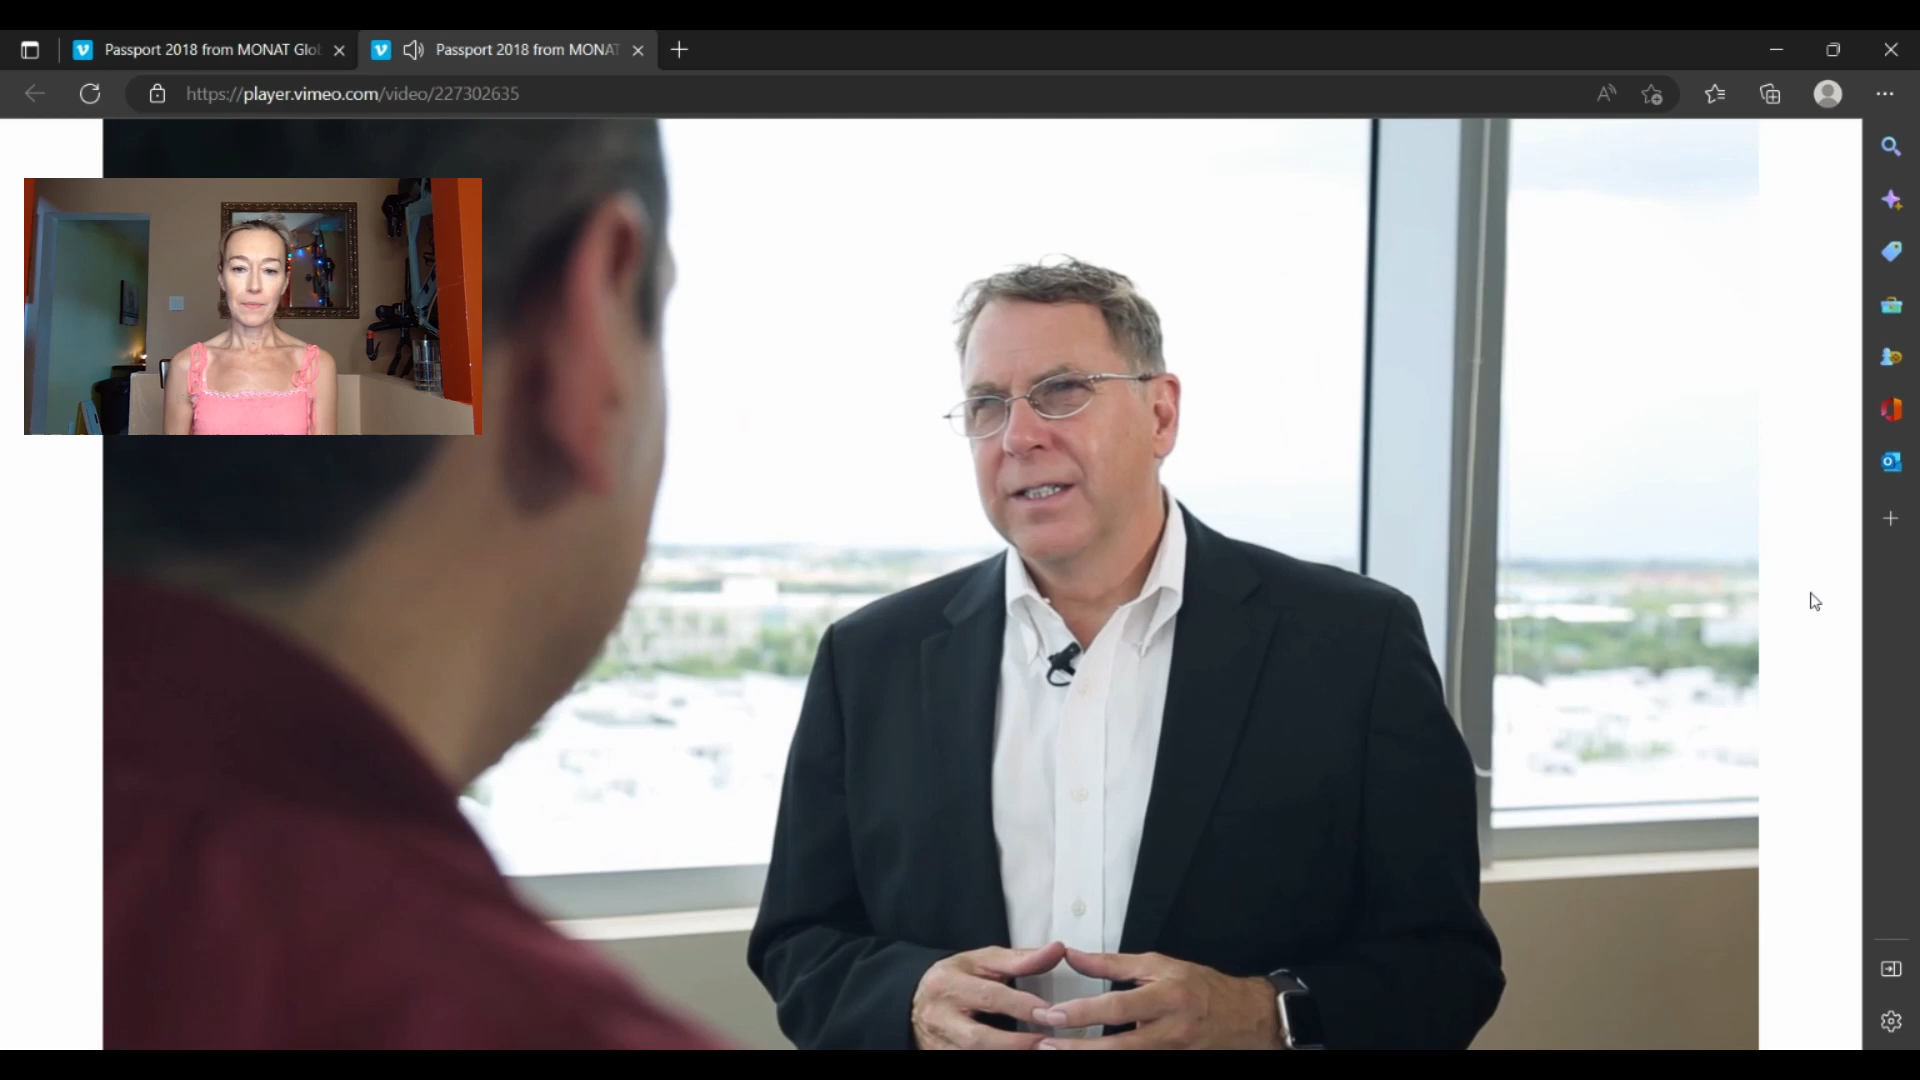 Passport 2018 from MONAT Glo
Passport 2018 from MONAT
https://player.vimeo.com/video/227302635